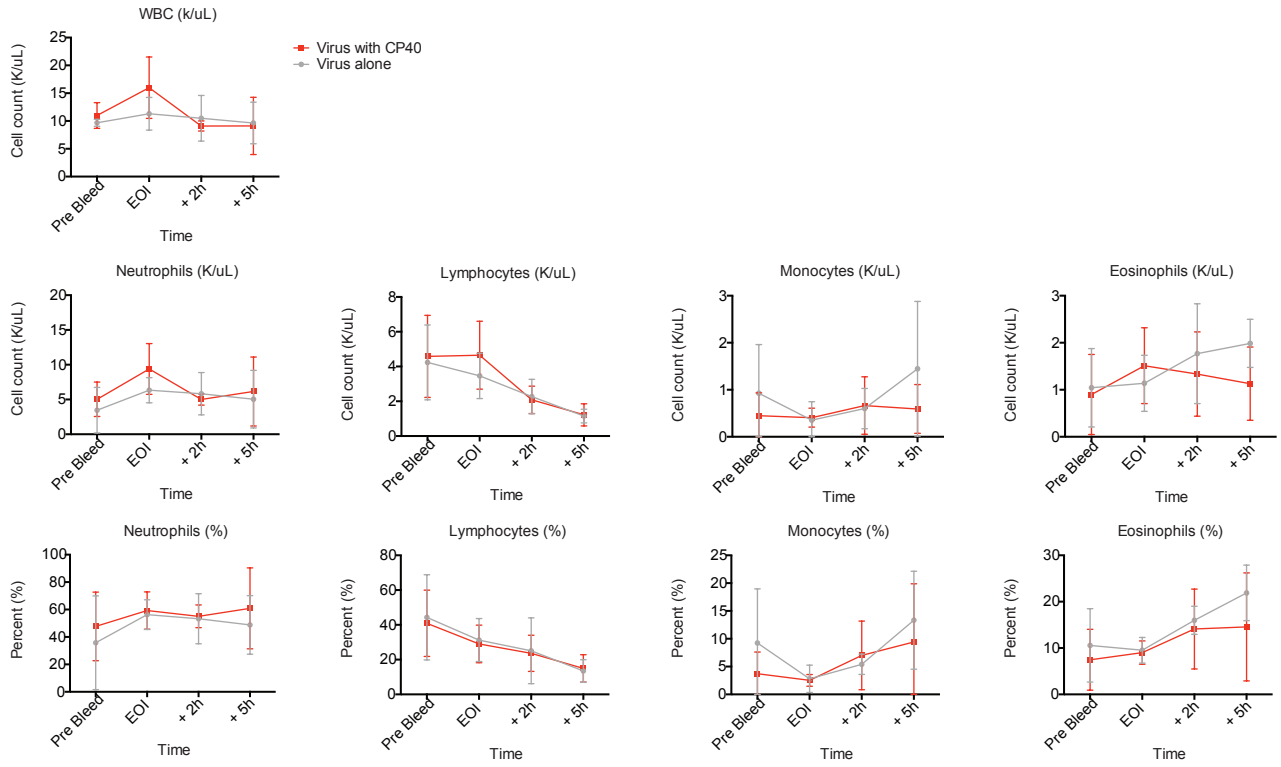 WBC (k/uL)
Cell count (K/uL)
25
20
15
10
5
0
Pre Bleed
EOI
+ 2h
+ 5h
Time
Virus with CP40
Virus alone
Neutrophils (K/uL)
Cell count (K/uL)
20
15
10
5
0
Pre Bleed
EOI
+ 2h
+ 5h
Time
Lymphocytes (K/uL)
Cell count (K/uL)
8
6
4
2
0
Pre Bleed
EOI
+ 2h
+ 5h
Time
Monocytes (K/uL)
Cell count (K/uL)
3
2
1
0
Pre Bleed
EOI
+ 2h
+ 5h
Time
Eosinophils (K/uL)
Cell count (K/uL)
3
2
1
0
Pre Bleed
EOI
+ 2h
+ 5h
Time
Neutrophils (%)
Percent (%)
100
80
60
40
20
0
Pre Bleed
EOI
+ 2h
+ 5h
Time
Lymphocytes (%)
Percent (%)
80
60
40
20
0
Pre Bleed
EOI
+ 2h
+ 5h
Time
Monocytes (%)
Percent (%)
25
20
15
10
5
0
Pre Bleed
EOI
+ 2h
+ 5h
Time
Eosinophils (%)
Percent (%)
30
20
10
0
Pre Bleed
EOI
+ 2h
+ 5h
Time